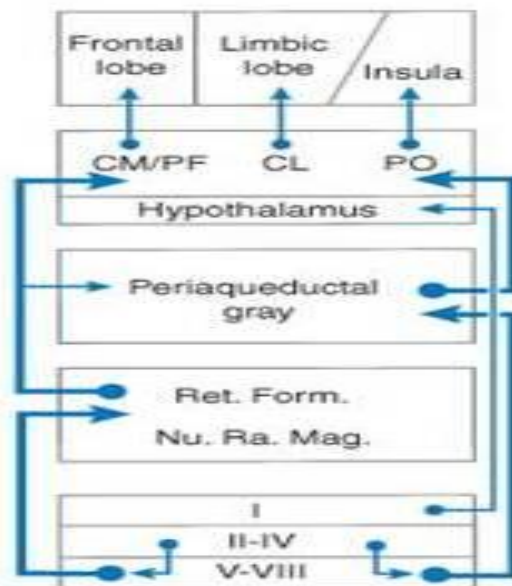 Frontal lobe
Limbic lobe
Insula
CM/PF CL PO
Hypothalamus
Periaqueductal
gray
Ret. Form.
Nu. Ra. Mag.
I
II-IV
V-VIII